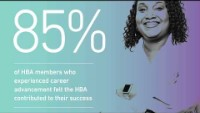 85%
of HBA members who
experienced career
advancement felt the HBA
contributed to their success